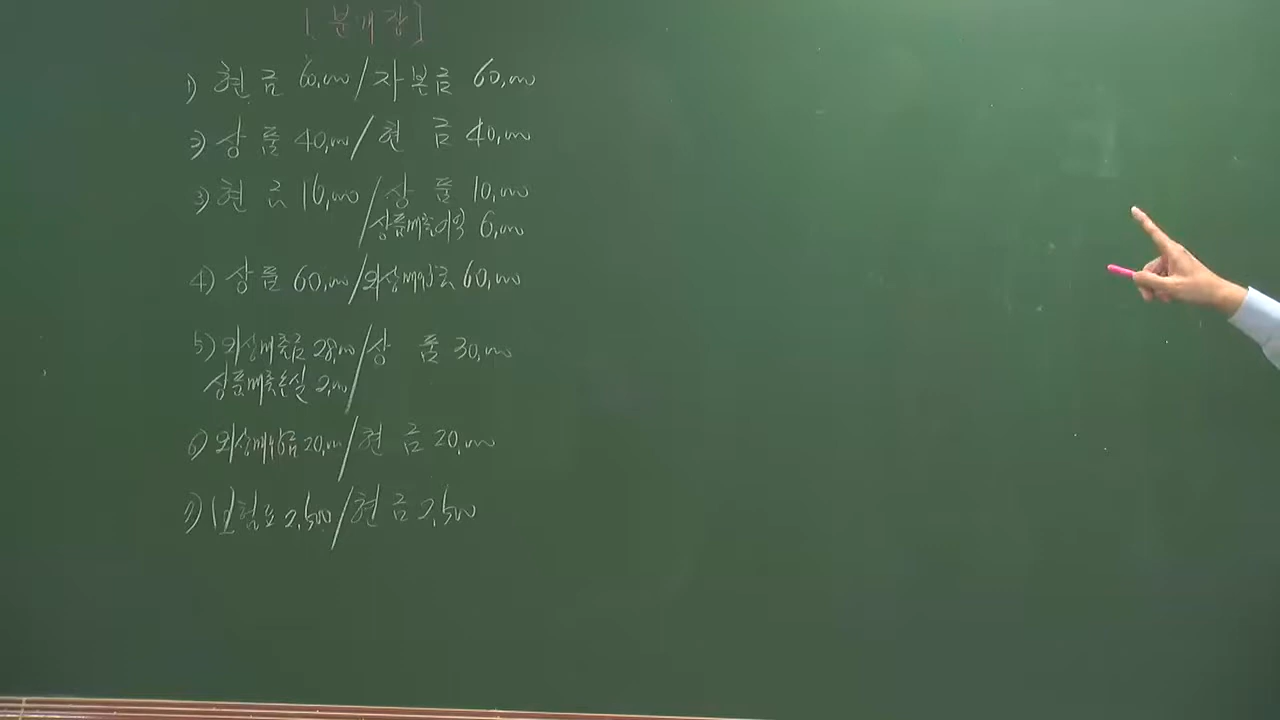 [분개장]
1) 현금 60,000 / 자본금 60,000
2) 상품 40,000 / 현금 40,000
3) 현금 16,000 / 상품 10,000
/ 상품매출이익 6,000
4) 상품 60,000 / 외상매입금 60,000
5) 외상매출금 28,000 / 상품 30,000
상품매출손실 2,000 /
6) 외상매입금 20,000 / 현금 20,000
7) 보험료 2,500 / 현금 2,500